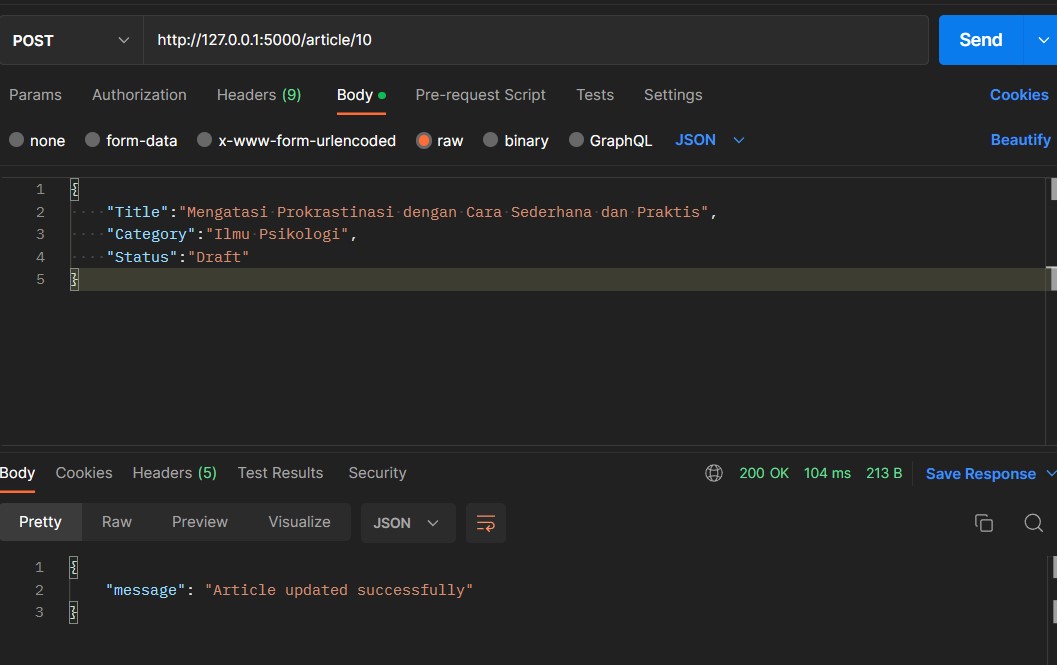 POST http://127.0.0.1:5000/article/10 Send
Params Authorization Headers (9) Body Pre-request Script Tests Settings Cookies
none form-data x-www-form-urlencoded raw binary GraphQL JSON Beautify
1 {
2 "Title":"Mengatasi Prokrastinasi dengan Cara Sederhana dan Praktis",
3 "Category":"Ilmu Psikologi",
4 "Status":"Draft"
5 }
Body Cookies Headers (5) Test Results Security 200 OK 104 ms 213 B Save Response
Pretty Raw Preview Visualize JSON
1 {
2 "message": "Article updated successfully"
3 }